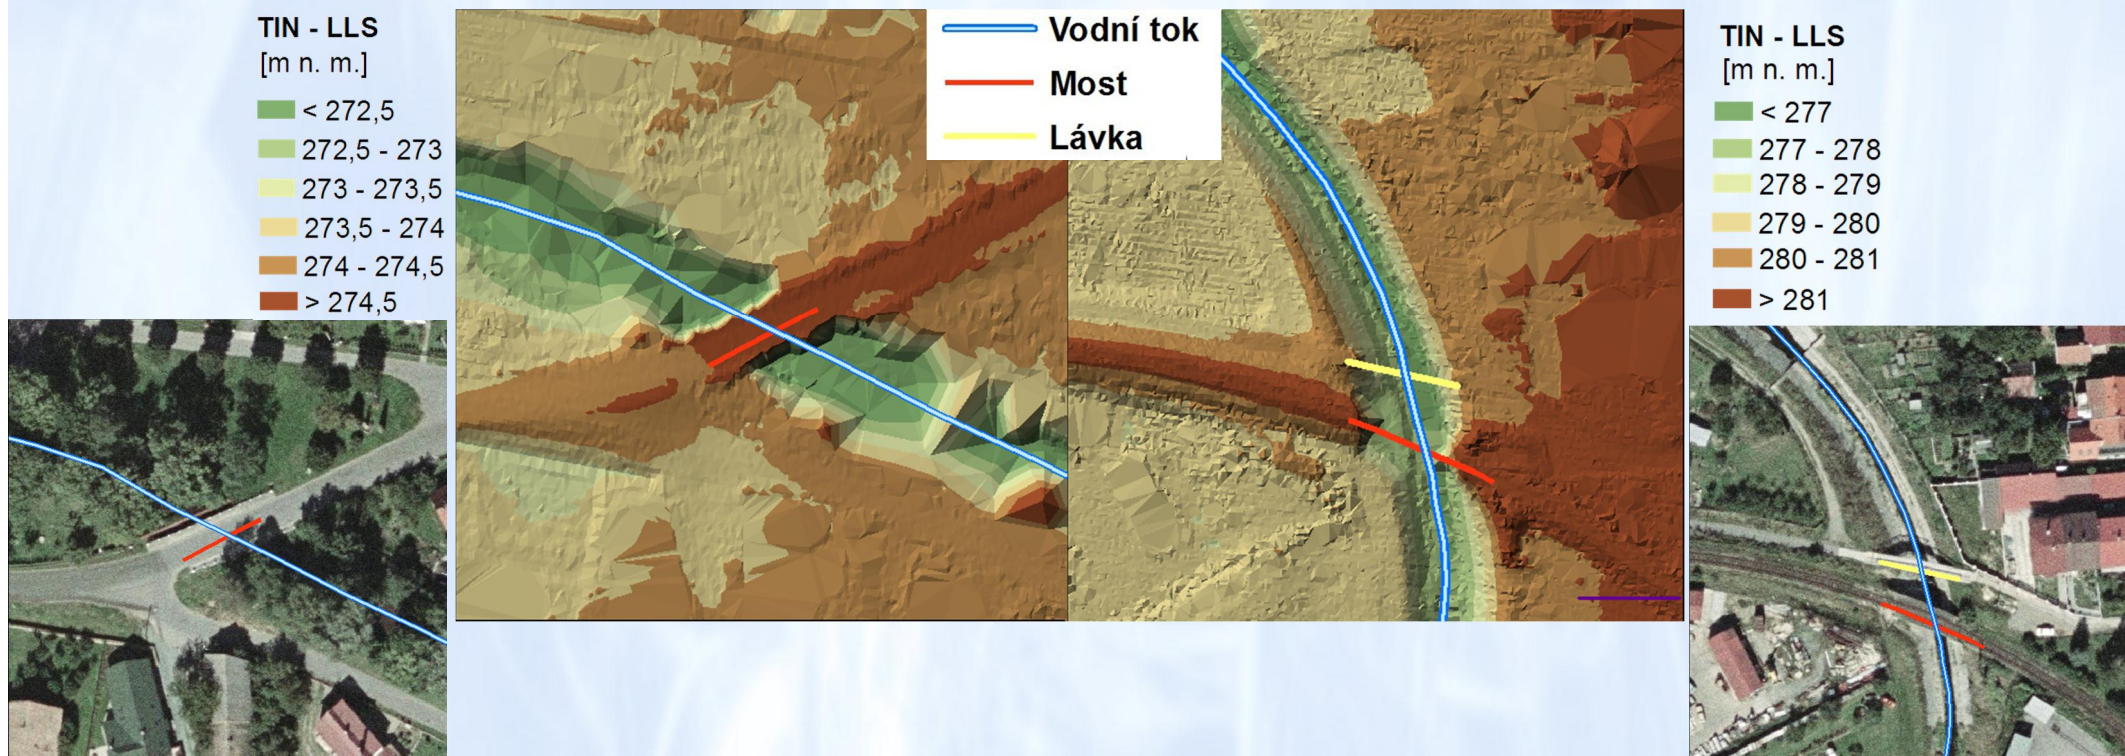 TIN - LLS
[m n. m.]
< 272,5
272,5 - 273
273 - 273,5
273,5 - 274
274 - 274,5
> 274,5
Vodní tok
Most
Lávka
TIN - LLS
[m n. m.]
< 277
277 - 278
278 - 279
279 - 280
280 - 281
> 281